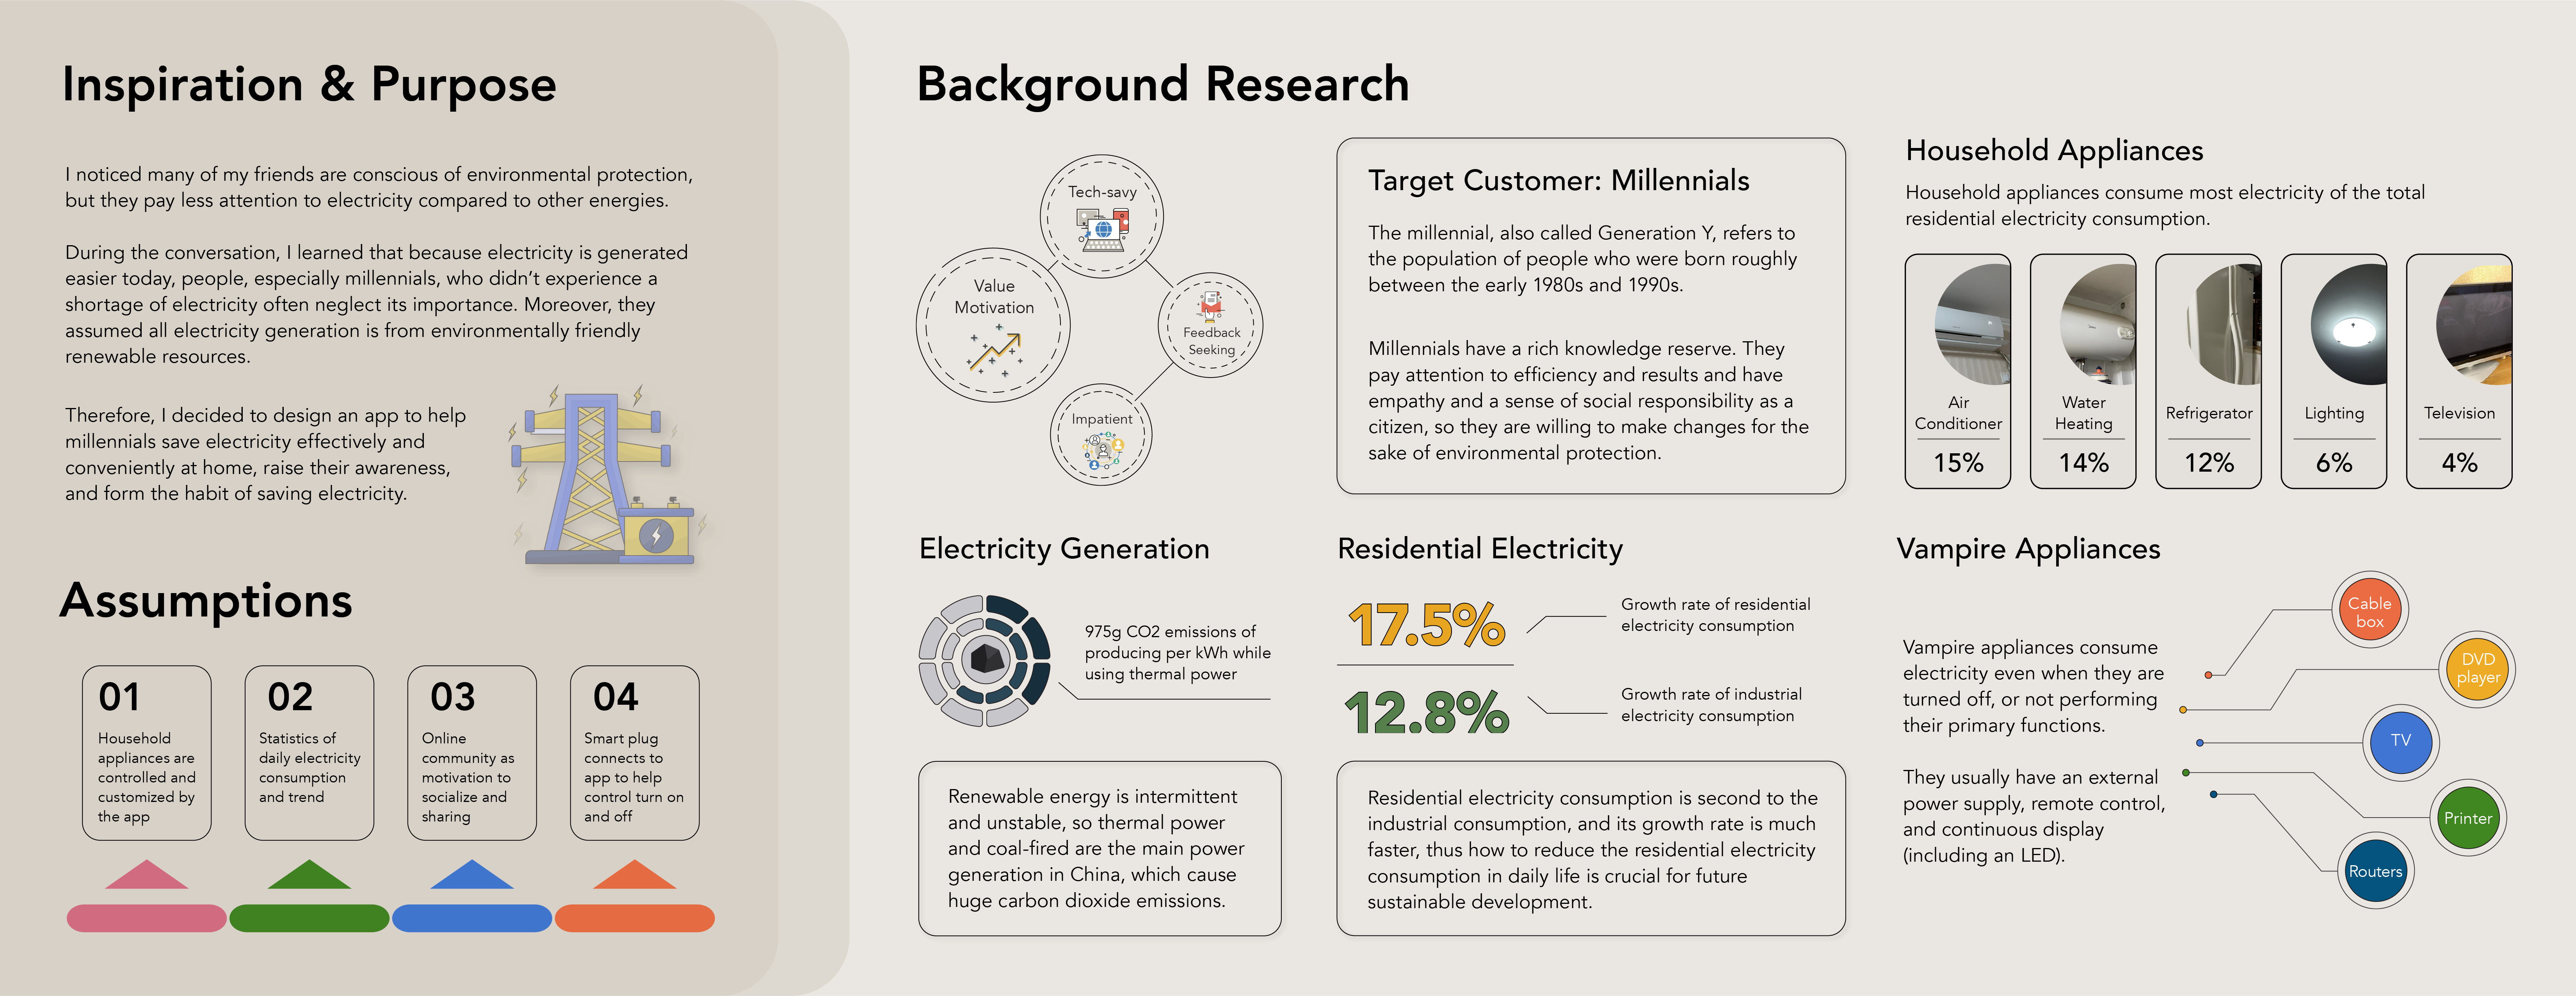 Inspiration & Purpose
I noticed many of my friends are conscious of environmental protection,
but they pay less attention to electricity compared to other energies.
During the conversation, I learned that because electricity is generated
easier today, people, especially millennials, who didn’t experience a
shortage of electricity often neglect its importance. Moreover, they
assumed all electricity generation is from environmentally friendly
renewable resources.
Therefore, I decided to design an app to help
millennials save electricity effectively and
conveniently at home, raise their awareness,
and form the habit of saving electricity.
Assumptions
01
Household
appliances are
controlled and
customized by
the app
02
Statistics of
daily electricity
consumption
and trend
03
Online
community as
motivation to
socialize and
sharing
04
Smart plug
connects to
app to help
control turn on
and off
Background Research
Tech-savy
Value
Motivation
Feedback
Seeking
Impatient
Target Customer: Millennials
The millennial, also called Generation Y, refers to
the population of people who were born roughly
between the early 1980s and 1990s.
Millennials have a rich knowledge reserve. They
pay attention to efficiency and results and have
empathy and a sense of social responsibility as a
citizen, so they are willing to make changes for the
sake of environmental protection.
Household Appliances
Household appliances consume most electricity of the total
residential electricity consumption.
Air
Conditioner
15%
Water
Heating
14%
Refrigerator
12%
Lighting
6%
Television
4%
Electricity Generation
975g CO2 emissions of
producing per kWh while
using thermal power
Renewable energy is intermittent
and unstable, so thermal power
and coal-fired are the main power
generation in China, which cause
huge carbon dioxide emissions.
Residential Electricity
17.5%
Growth rate of residential
electricity consumption
12.8%
Growth rate of industrial
electricity consumption
Residential electricity consumption is second to the
industrial consumption, and its growth rate is much
faster, thus how to reduce the residential electricity
consumption in daily life is crucial for future
sustainable development.
Vampire Appliances
Vampire appliances consume
electricity even when they are
turned off, or not performing
their primary functions.
They usually have an external
power supply, remote control,
and continuous display
(including an LED).
Cable
box
DVD
player
TV
Printer
Routers